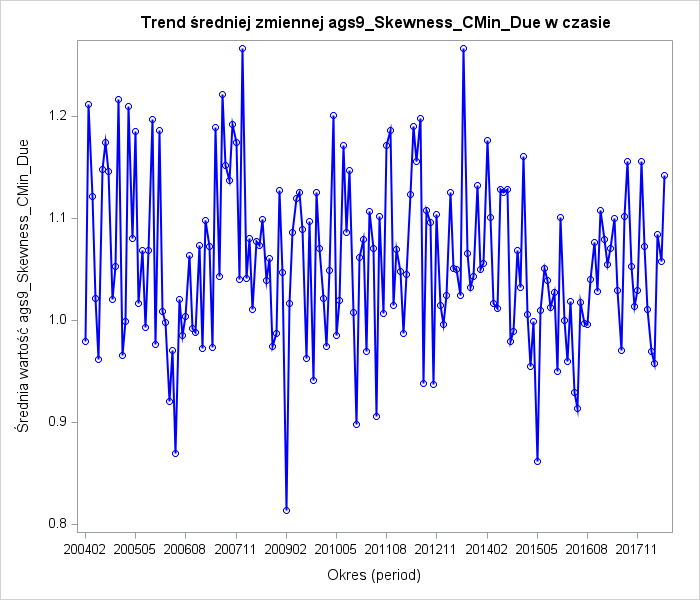 Trend średniej zmiennej ags9_Skewness_CMin_Due w czasie
Średnia wartość ags9_Skewness_CMin_Due
1.2
1.1
1.0
0.9
0.8
200402 200505 200608 200711 200902 201005 201108 201211 201402 201505 201608 201711
Okres (period)